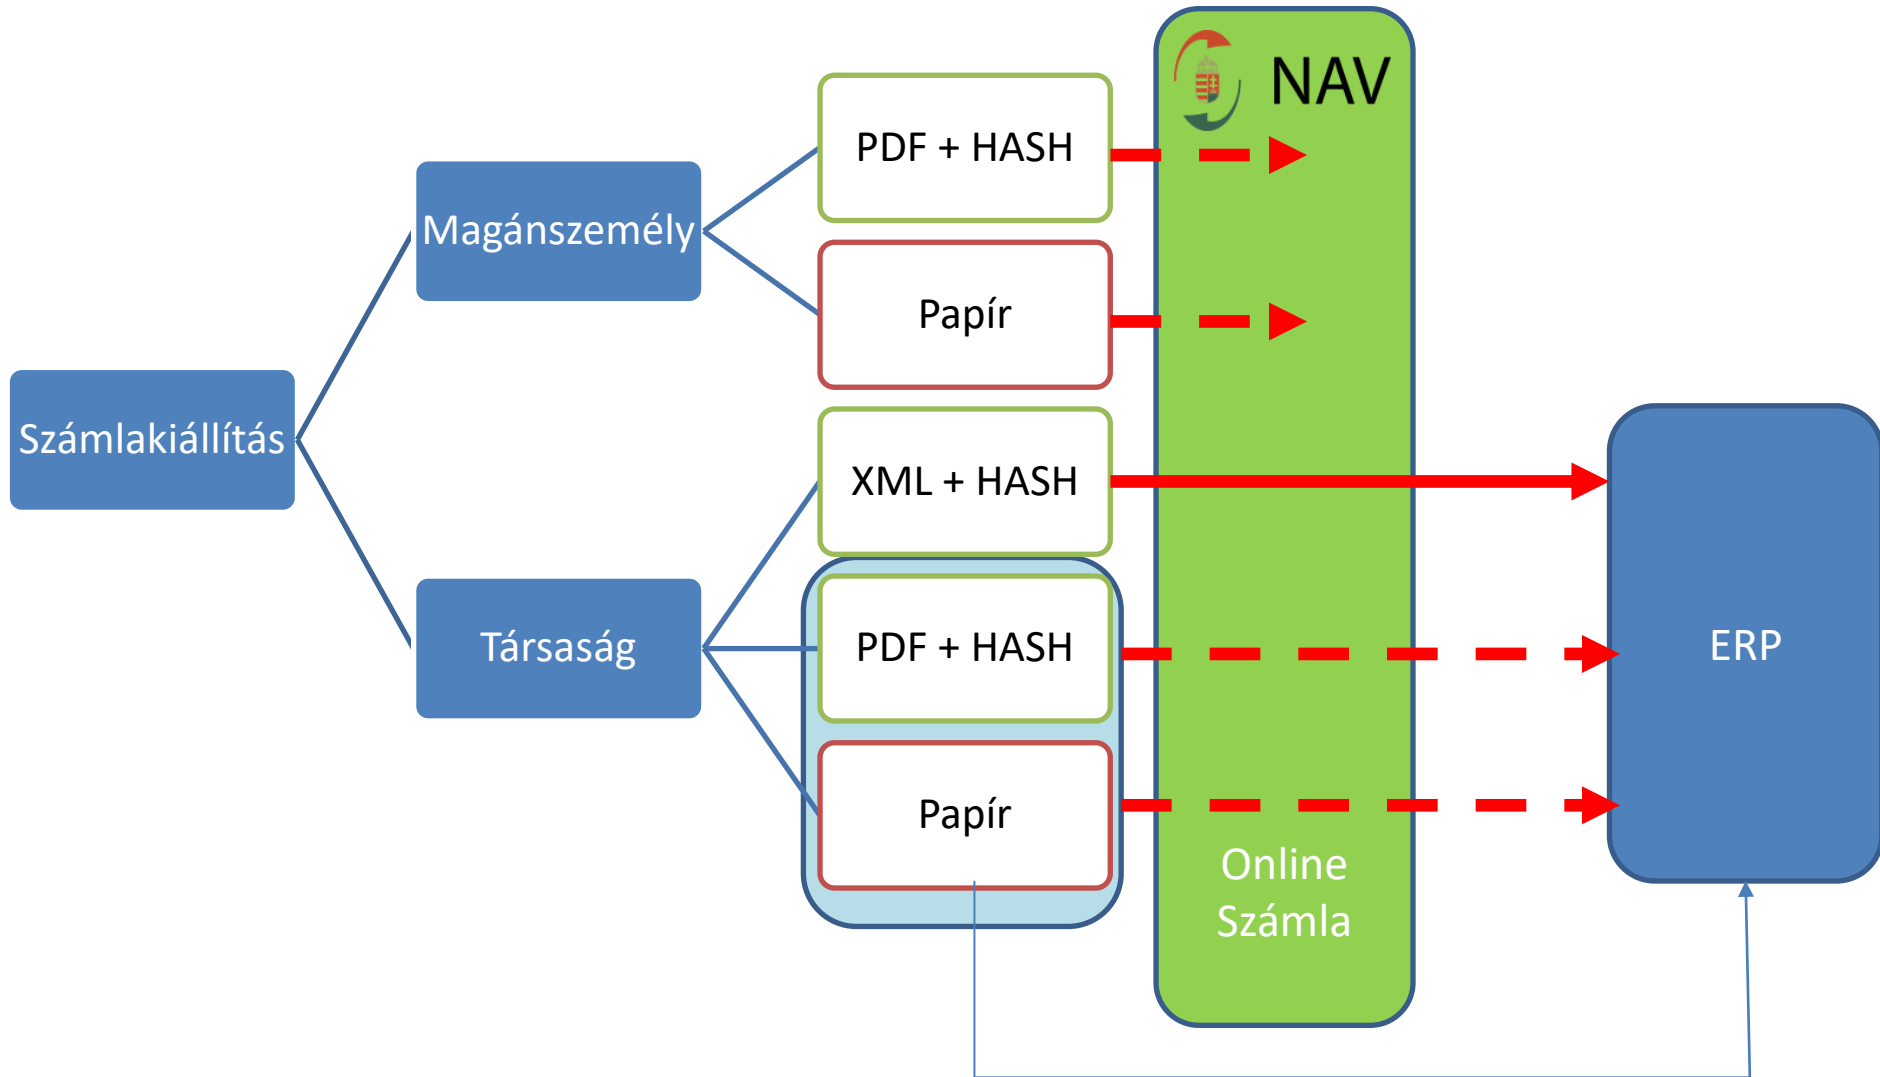 NAV
PDF + HASH
Magánszemély
Papír
Számlakiállítás
XML + HASH
Társaság
PDF + HASH
ERP
Papír
Online
Számla